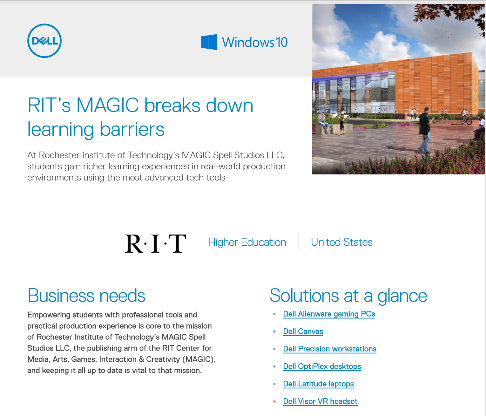 DELL
Windows 10
RIT's MAGIC breaks down
learning barriers
At Rochester Institute of Technology's MAGIC Spell Studios LLC,
students gain richer learning experiences in real-world production
environments using the most advanced tech tools
R·I·T
Higher Education
United States
Business needs
Empowering students with professional tools and
practical production experience is core to the mission
of Rochester Institute of Technology's MAGIC Spell
Studios LLC, the publishing arm of the RIT Center for
Media, Arts, Games, Interaction & Creativity (MAGIC),
and keeping it all up to date is vital to that mission.
Solutions at a glance
• Dell Alienware gaming PCs
• Dell Canvas
• Dell Precision workstations
• Dell OptiPlex desktops
• Dell Latitude laptops
• Dell Visor VR headset